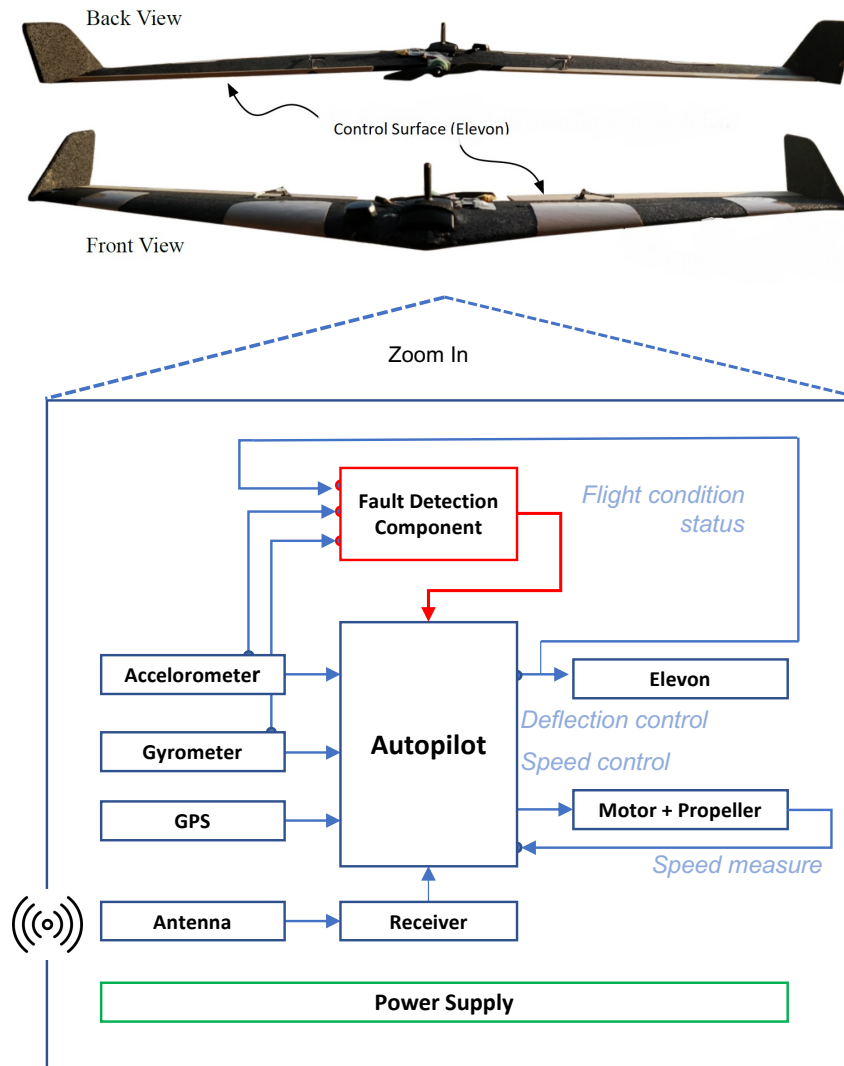 Back View
Control Surface (Elevon)
Front View
Zoom In
Fault Detection
Component
Flight condition
status
Accelorometer
Elevon
Deflection control
Autopilot
Gyrometer
Speed control
GPS
Motor + Propeller
Speed measure
Antenna
Receiver
Power Supply